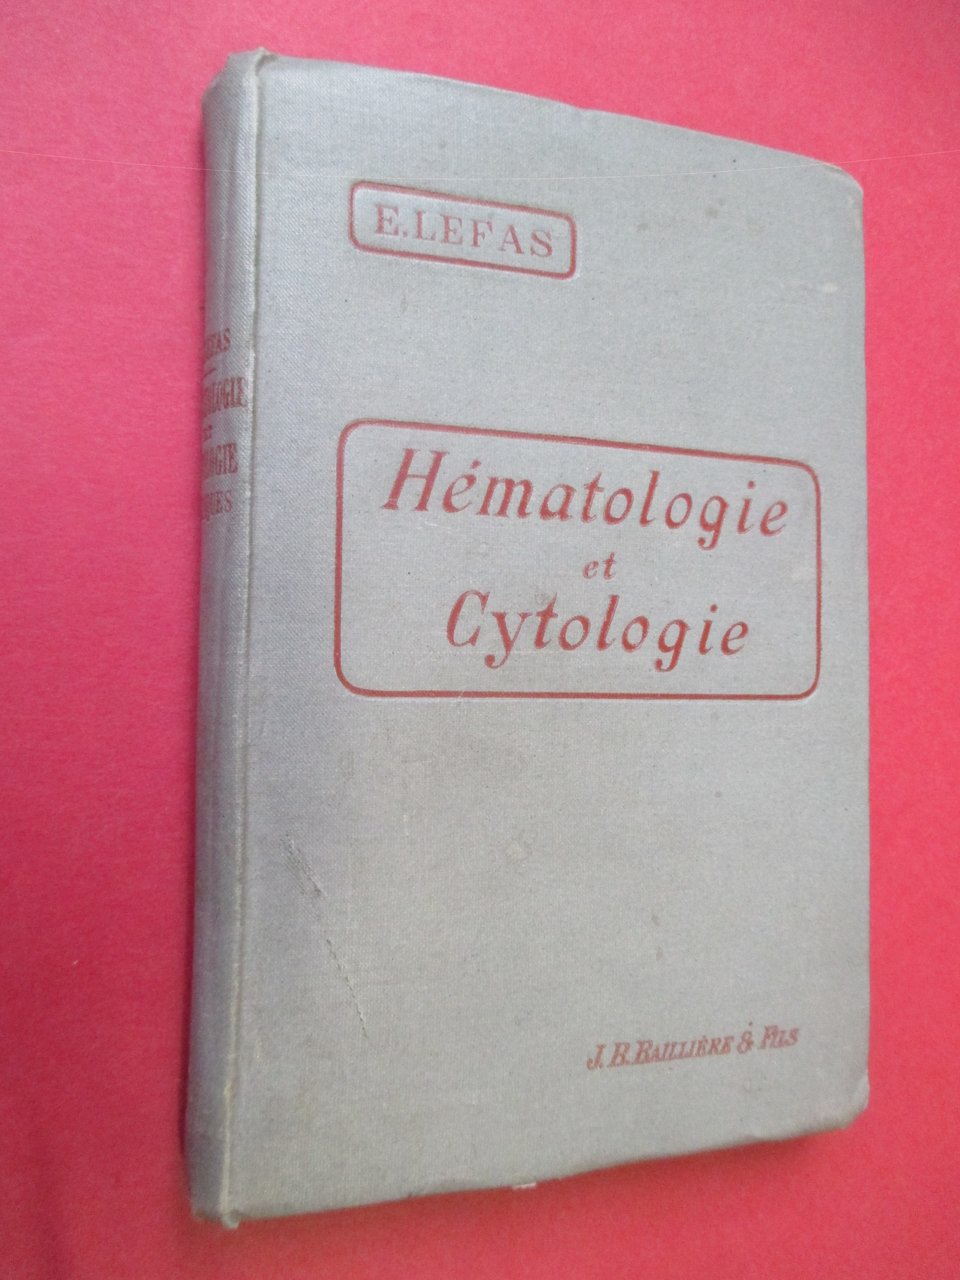 E. LEFAS
Hématologie
et
Cytologie
J. B. BAILLIÈRE & FILS